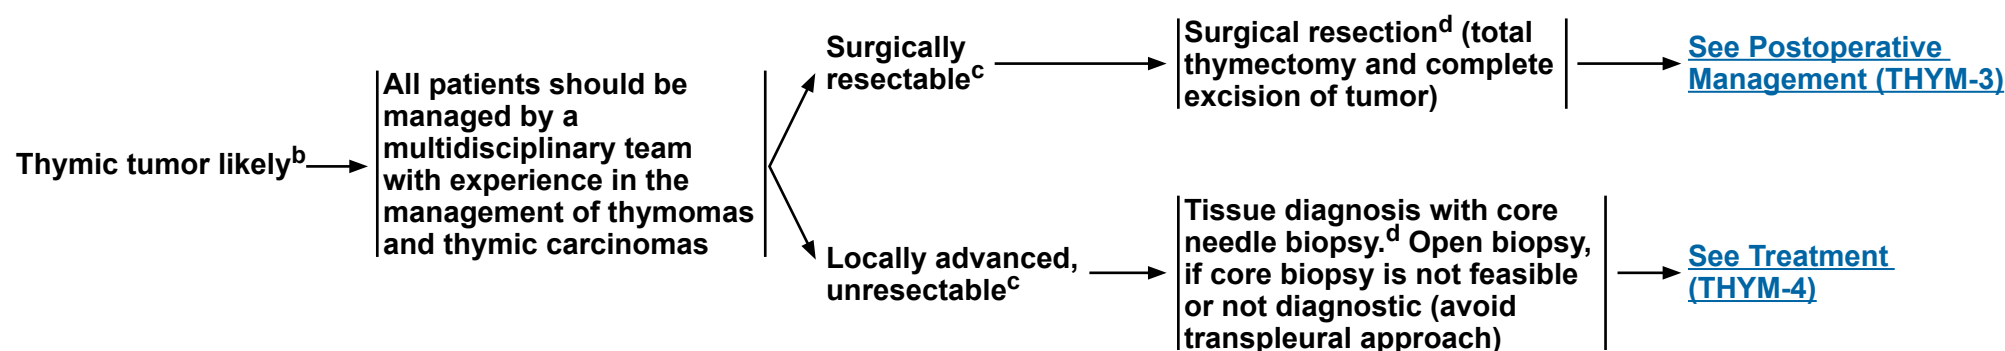 Thymic tumor likelyb
All patients should be
managed by a
multidisciplinary team
with experience in the
management of thymomas
and thymic carcinomas
Surgically
resectablec
Surgical resectiond (total
thymectomy and complete
excision of tumor)
See Postoperative
Management (THYM-3)
Locally advanced,
unresectablec
Tissue diagnosis with core
needle biopsy.d Open biopsy,
if core biopsy is not feasible
or not diagnostic (avoid
transpleural approach)
See Treatment
(THYM-4)